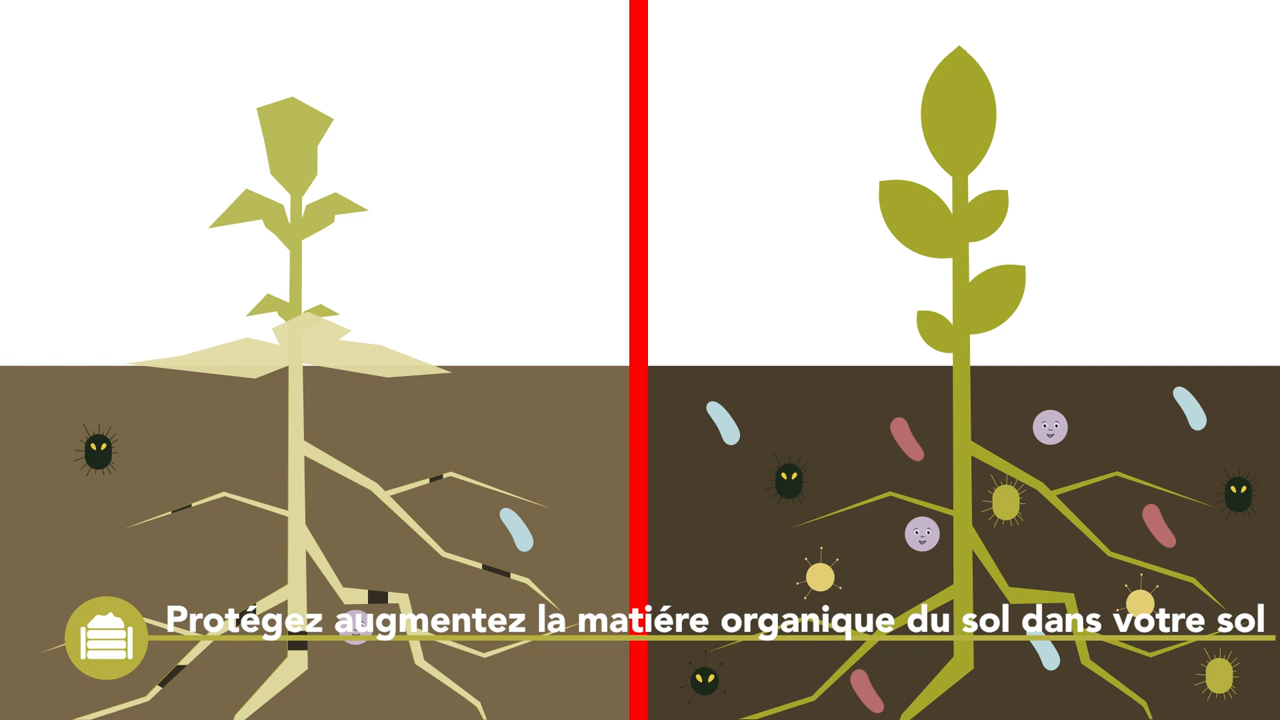 Protégez augmentez la matiére organique du sol dans votre sol